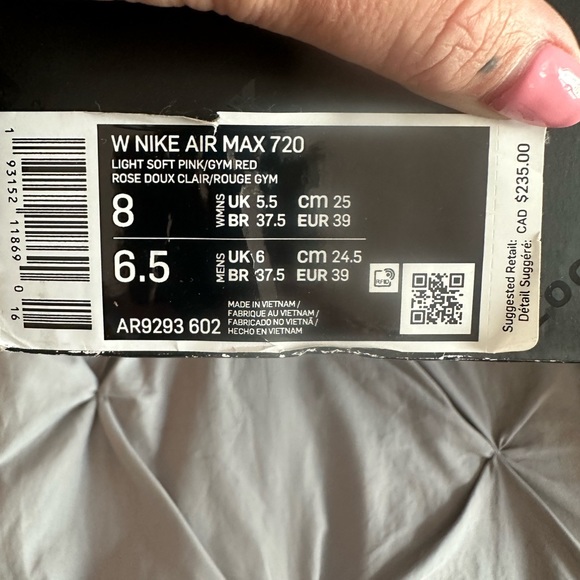 W NIKE AIR MAX 720
LIGHT SOFT PINK/GYM RED
ROSE DOUX CLAIR/ROUGE GYM
8 WMNS UK 5.5 cm 25
BR 37.5 EUR 39
6.5 MENS UK 6 cm 24.5
BR 37.5 EUR 39
AR9293 602
MADE IN VIETNAM /
FABRIQUE AU VIETNAM /
FABRICADO NO VIETNÃ /
HECHO EN VIETNAM
1 93152 11869 0 16
Suggested Retail:
Détail Suggéré: CAD $235.00